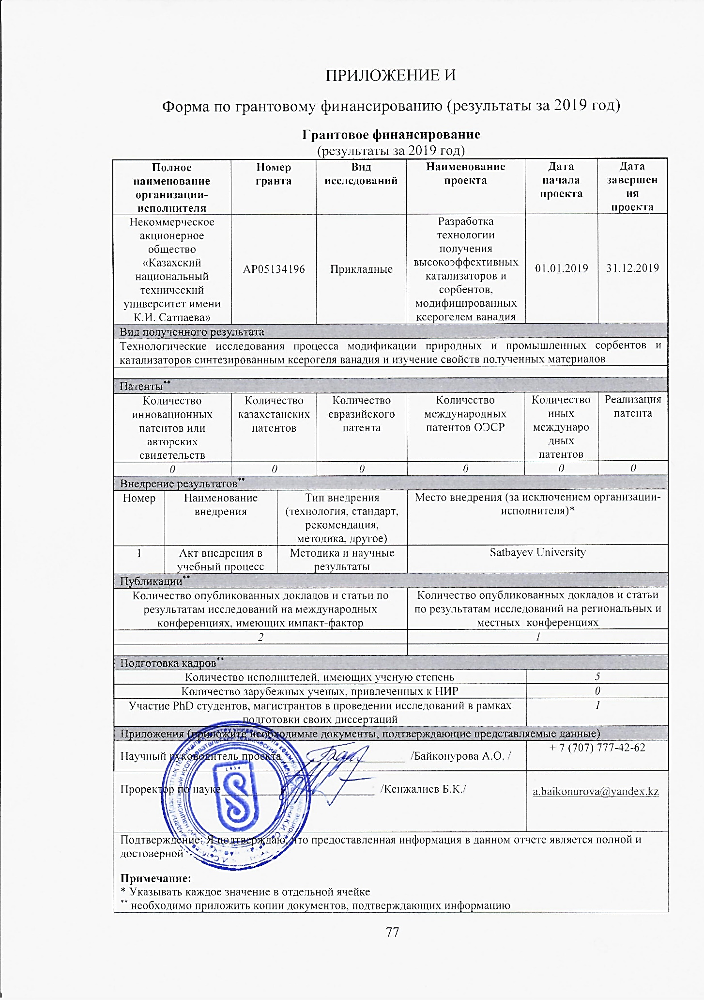 ПРИЛОЖЕНИЕ И
Форма по грантовому финансированию (результаты за 2019 год)
Грантовое финансирование
(результаты за 2019 год)
Полное
наименование
организации-
исполнителя
Номер
гранта
Вид
исследований
Наименование
проекта
Дата
начала
проекта
Дата
завершен
ия
проекта
Некоммерческое
акционерное
общество
«Казахский
национальный
технический
университет имени
К.И. Сатпаева»
АР05134196
Прикладные
Разработка
технологии
получения
высокоэффективных
катализаторов и
сорбентов,
модифицированных
ксерогелем ванадия
01.01.2019
31.12.2019
Вид полученного результата
Технологические исследования процесса модификации природных и промышленных сорбентов и
катализаторов синтезированным ксерогеля ванадия и изучение свойств полученных материалов
Патенты**
Количество
инновационных
патентов или
авторских
свидетельств
Количество
казахстанских
патентов
Количество
евразийского
патента
Количество
международных
патентов ОЭСР
Количество
иных
междунаро
дных
патентов
Реализация
патента
0
0
0
0
0
0
Внедрение результатов**
Номер
Наименование
внедрения
Тип внедрения
(технология, стандарт,
рекомендация,
методика, другое)
Место внедрения (за исключением организации-
исполнителя)*
1
Акт внедрения в
учебный процесс
Методика и научные
результаты
Satbayev University
Публикации**
Количество опубликованных докладов и статьи по
результатам исследований на международных
конференциях, имеющих импакт-фактор
Количество опубликованных докладов и статьи
по результатам исследований на региональных и
местных конференциях
2
1
Подготовка кадров**
Количество исполнителей, имеющих ученую степень
5
Количество зарубежных ученых, привлеченных к НИР
0
Участие PhD студентов, магистрантов в проведении исследований в рамках
подготовки своих диссертаций
1
Приложения (приложите необходимые документы, подтверждающие представляемые данные)
Научный руководитель проекта /Байконурова А.О. /
+ 7 (707) 777-42-62
1934
Проректор по науке /Кенжалиев Б.К./
a.baikonurova@yandex.kz
Подтверждение: Я подтверждаю, что предоставленная информация в данном отчете является полной и
достоверной
Примечание:
* Указывать каждое значение в отдельной ячейке
** необходимо приложить копии документов, подтверждающих информацию
77